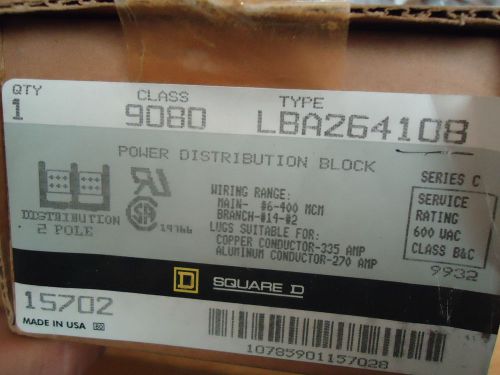 QTY
1
CLASS
9080
TYPE
LBA264108
POWER DISTRIBUTION BLOCK
DISTRIBUTION
2 POLE
14766
WIRING RANGE:
MAIN- #6-400 MCM
BRANCH-#14-#2
LUGS SUITABLE FOR:
COPPER CONDUCTOR-335 AMP
ALUMINUM CONDUCTOR-270 AMP
SERIES C
SERVICE
RATING
600 VAC
CLASS B&C
9932
D
SQUARE D
15702
MADE IN USA
10785901157028